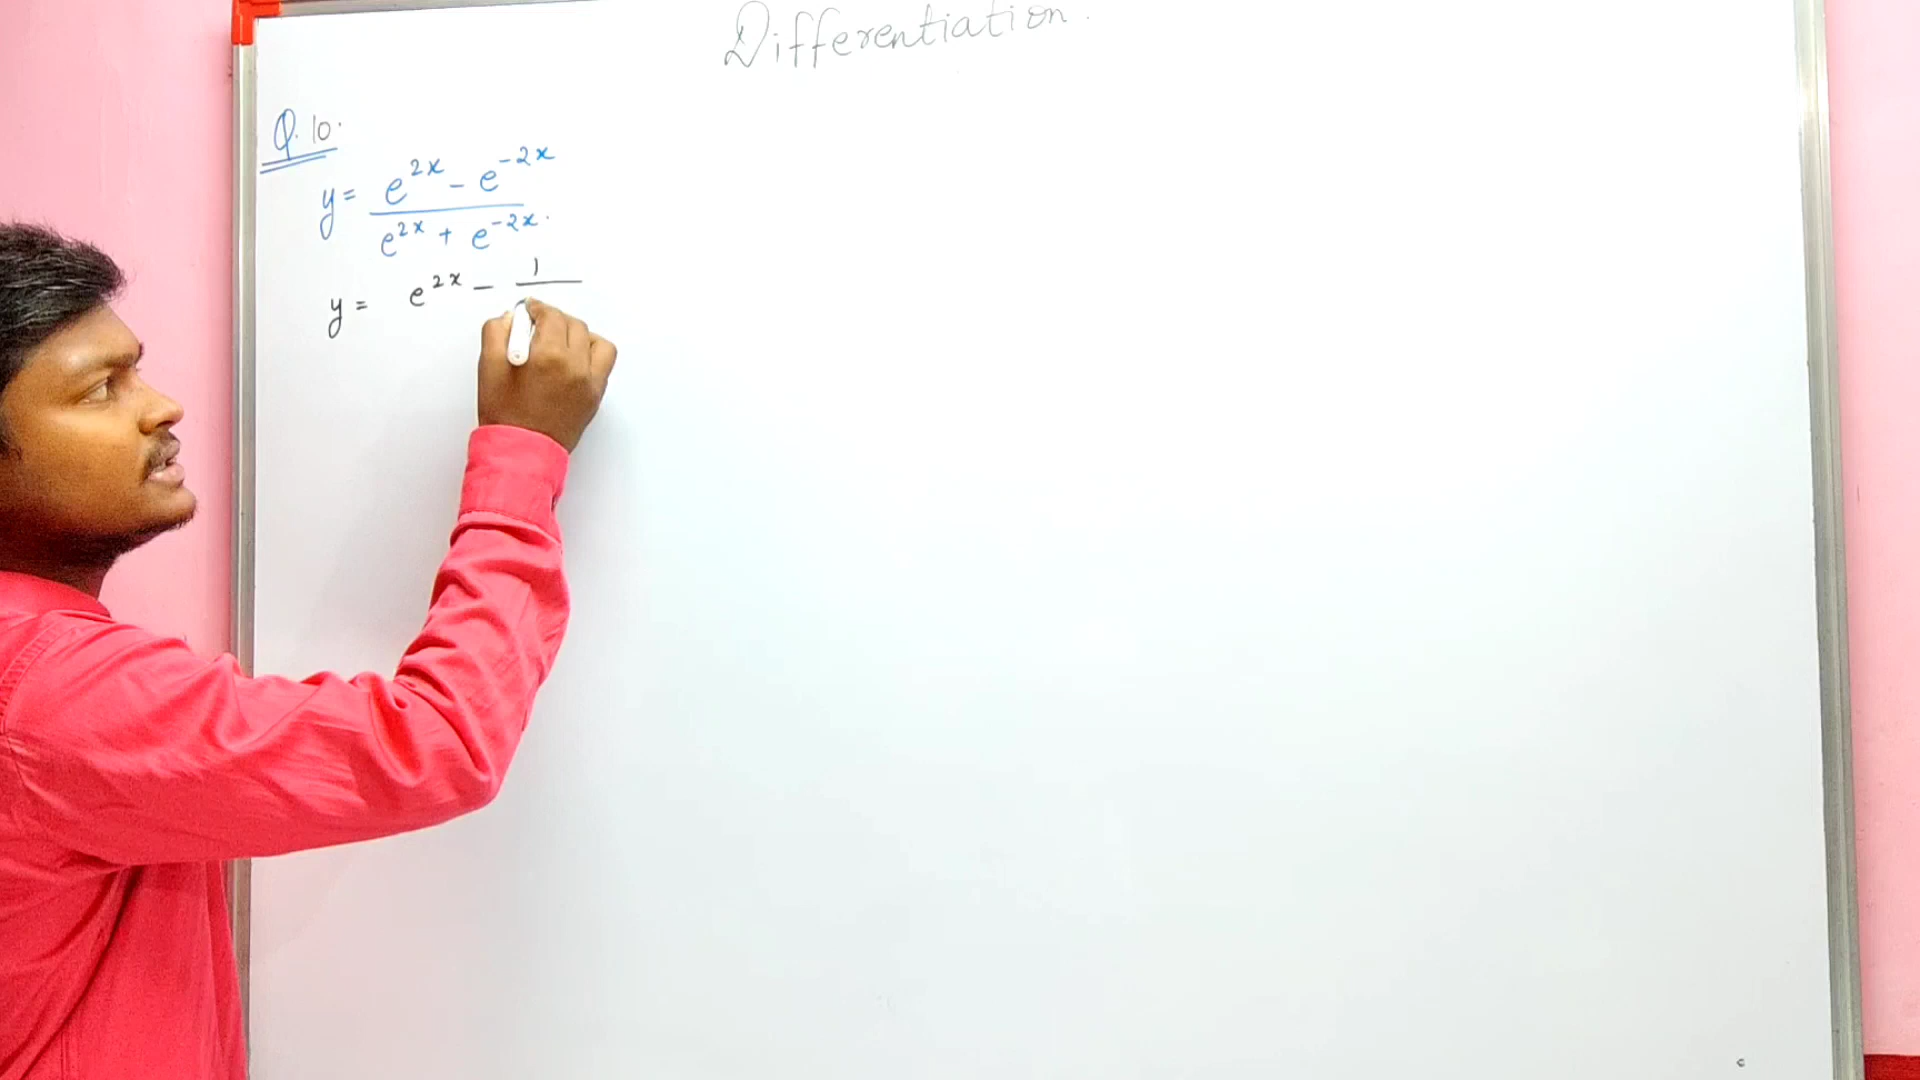 Differentiation.
Q. 10.
y = e^{2x} - e^{-2x} / e^{2x} + e^{-2x}.
y = e^{2x} - 1/